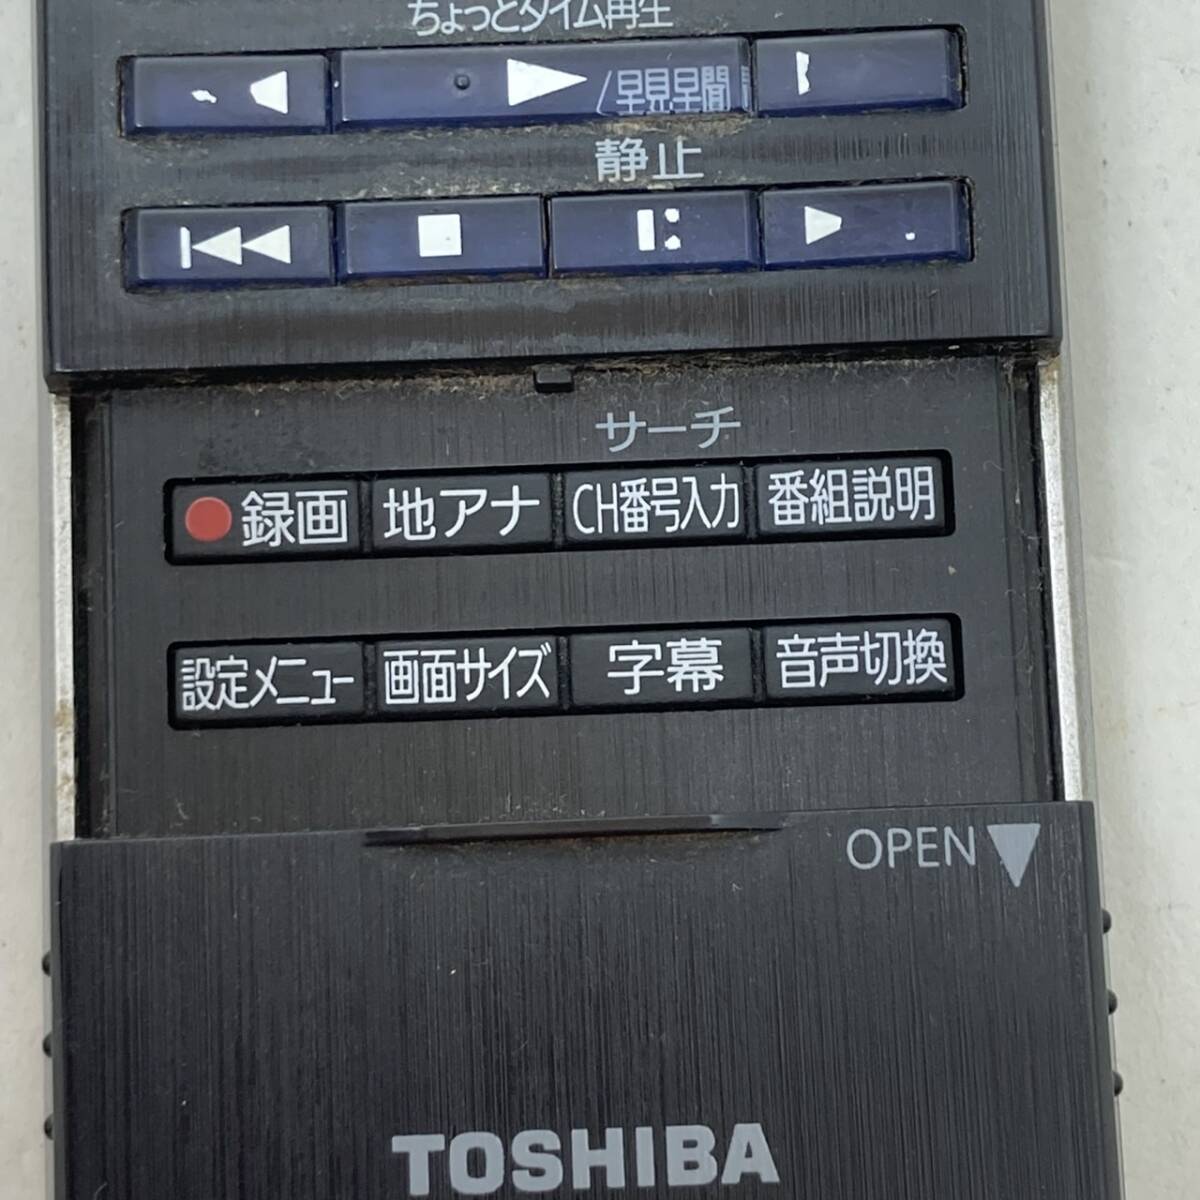 ちょっとタイム再生
/早見早聞
静止
サーチ
録画 地アナ CH番号入力 番組説明
設定メニュー 画面サイズ 字幕 音声切換
OPEN
TOSHIBA